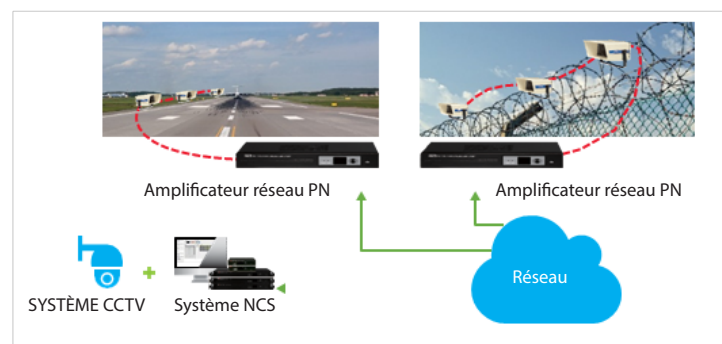 Amplificateur réseau PN
Amplificateur réseau PN
Réseau
SYSTÈME CCTV
Système NCS